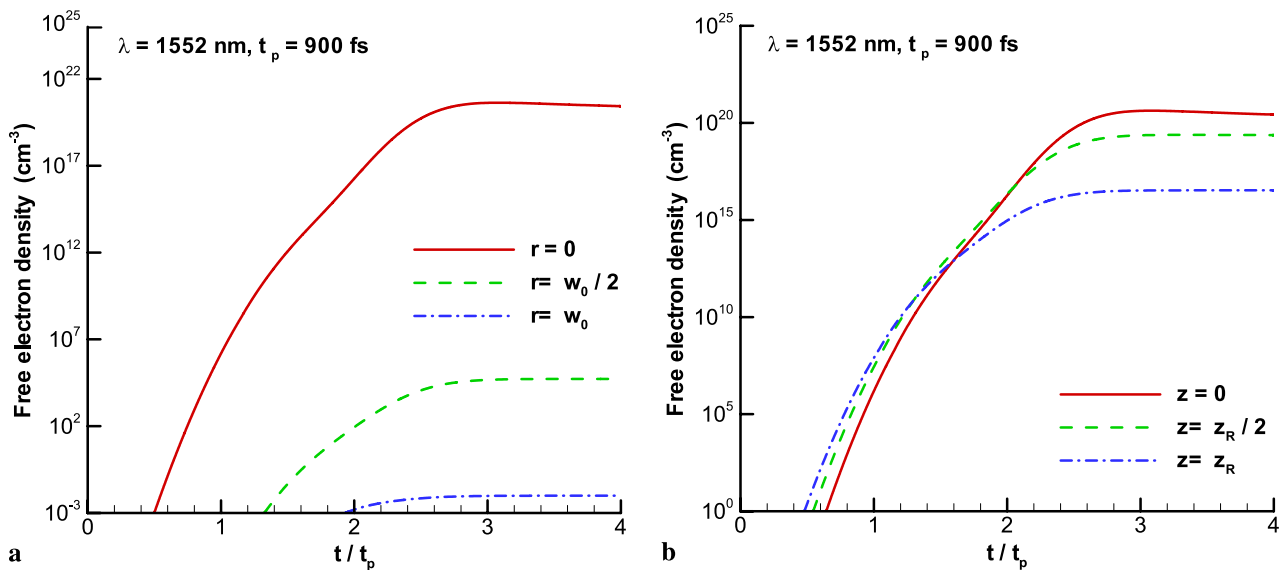 λ = 1552 nm, t p = 900 fs
Free electron density (cm-3)
10^25
10^22
10^17
10^12
10^7
10^2
10^-3
r = 0
r= w0 / 2
r= w0
0 1 2 3 4
t / tp
a
λ = 1552 nm, t p = 900 fs
Free electron density (cm-3)
10^25
10^20
10^15
10^10
10^5
10^0
z = 0
z= zR / 2
z= zR
0 1 2 3 4
t / tp
b